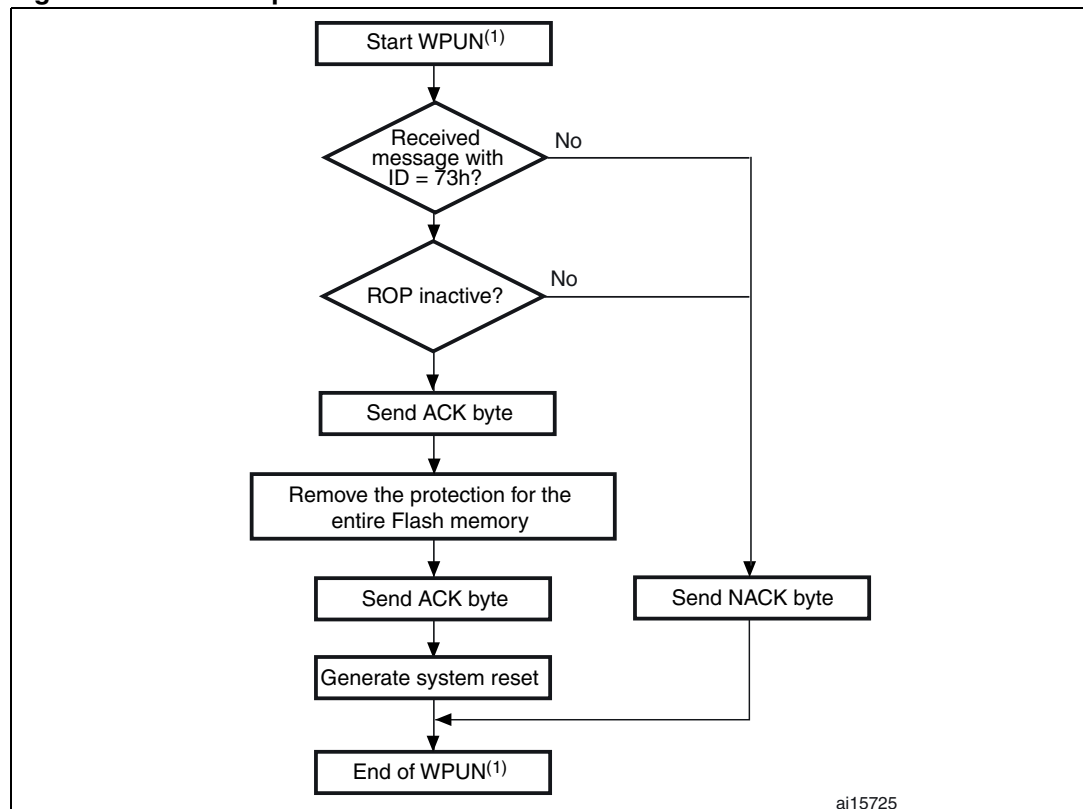 Start WPUN(1)
Received
message with
ID = 73h?
No
ROP inactive?
No
Send ACK byte
Remove the protection for the
entire Flash memory
Send ACK byte
Send NACK byte
Generate system reset
End of WPUN(1)
ai15725